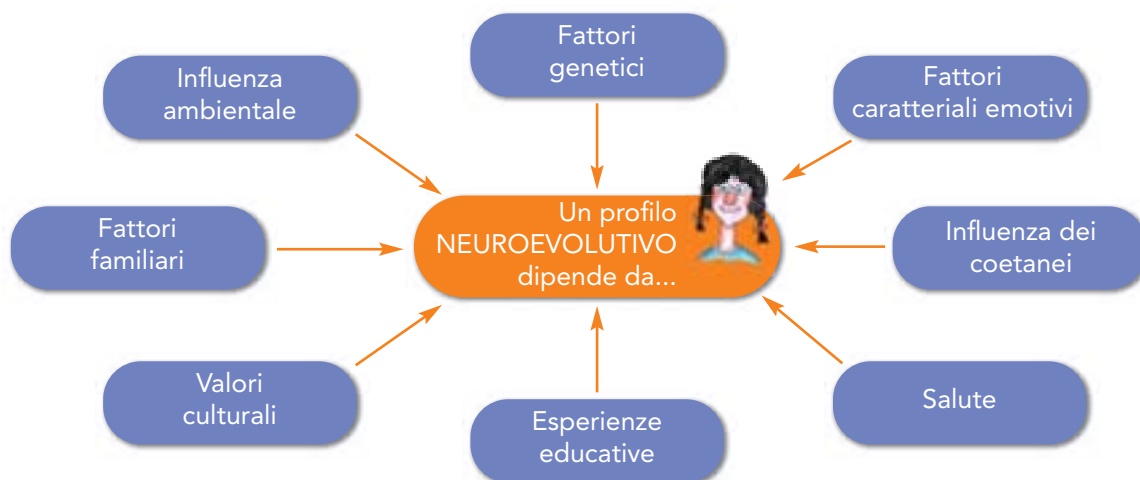 Fattori
genetici
Influenza
ambientale
Fattori
caratteriali emotivi
Un profilo
NEUROEVOLUTIVO
dipende da...
Fattori
familiari
Influenza dei
coetanei
Valori
culturali
Esperienze
educative
Salute